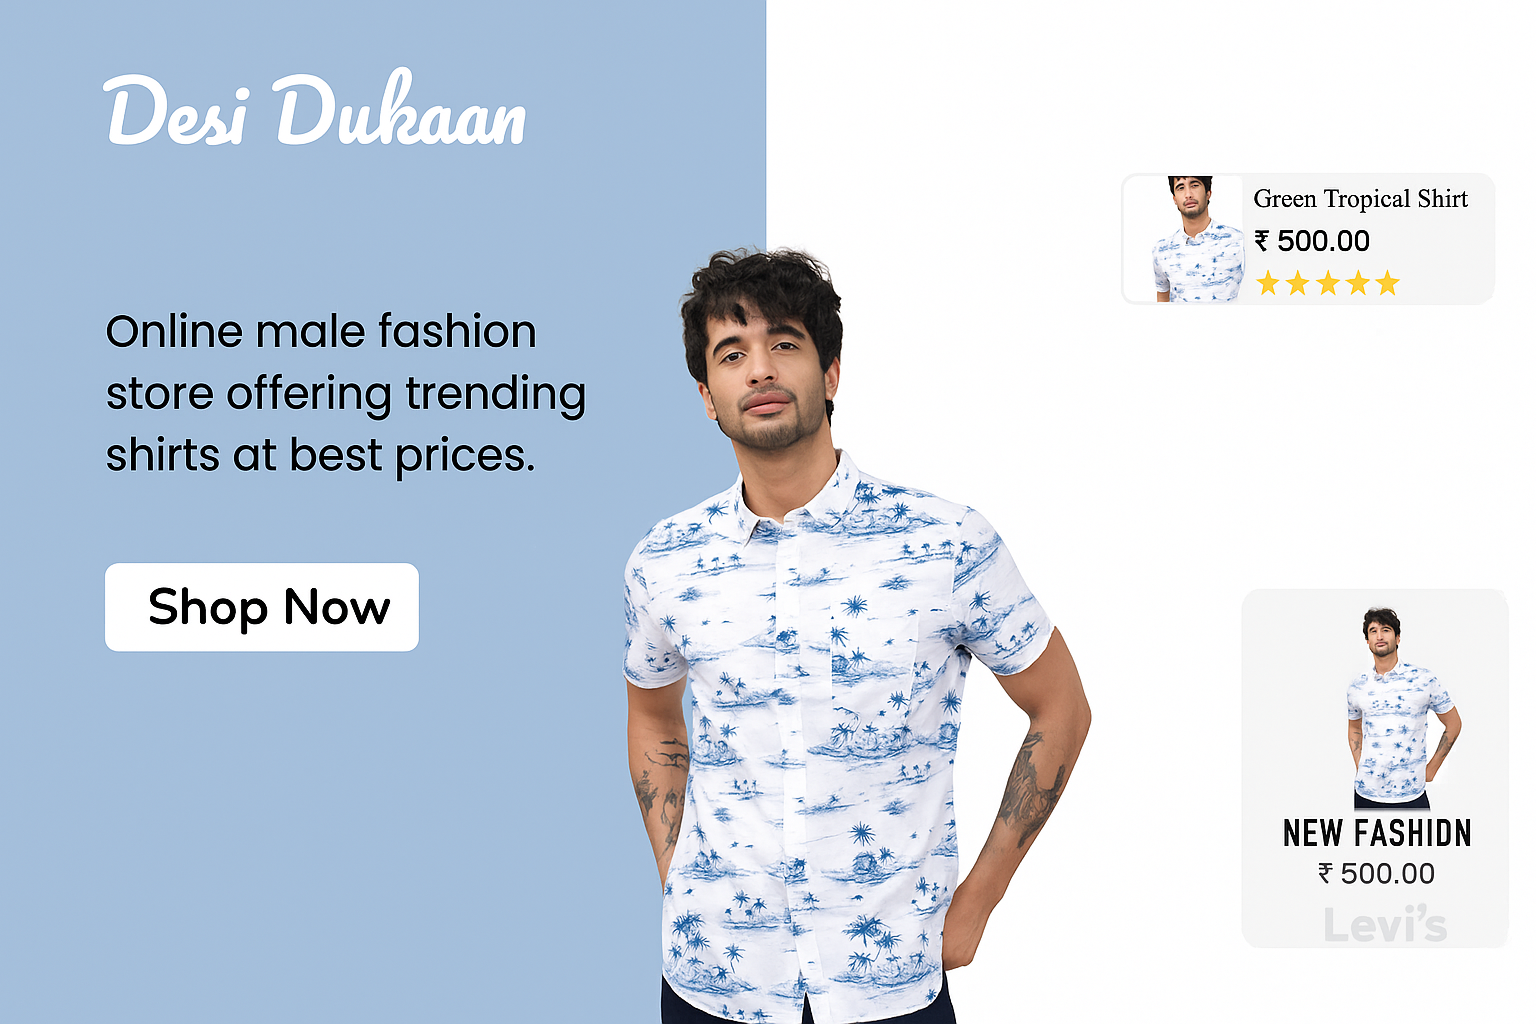 Desi Dukaan
Online male fashion
store offering trending
shirts at best prices.
Shop Now
Green Tropical Shirt
₹ 500.00
NEW FASHIDN
₹ 500.00
Levi's